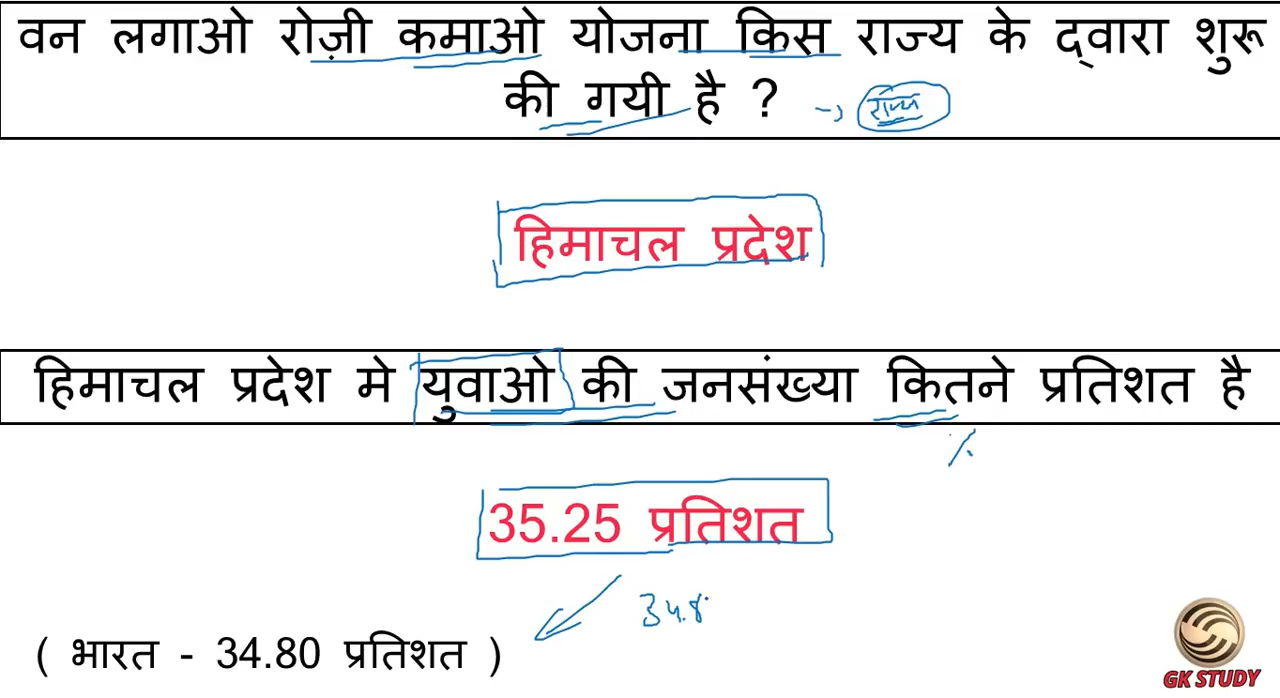 वन लगाओ रोज़ी कमाओ योजना किस राज्य के द्वारा शुरू
की गयी है ? → राज्य
हिमाचल प्रदेश
हिमाचल प्रदेश मे युवाओ की जनसंख्या कितने प्रतिशत है
%
35.25 प्रतिशत
34.8
( भारत - 34.80 प्रतिशत )
GK STUDY